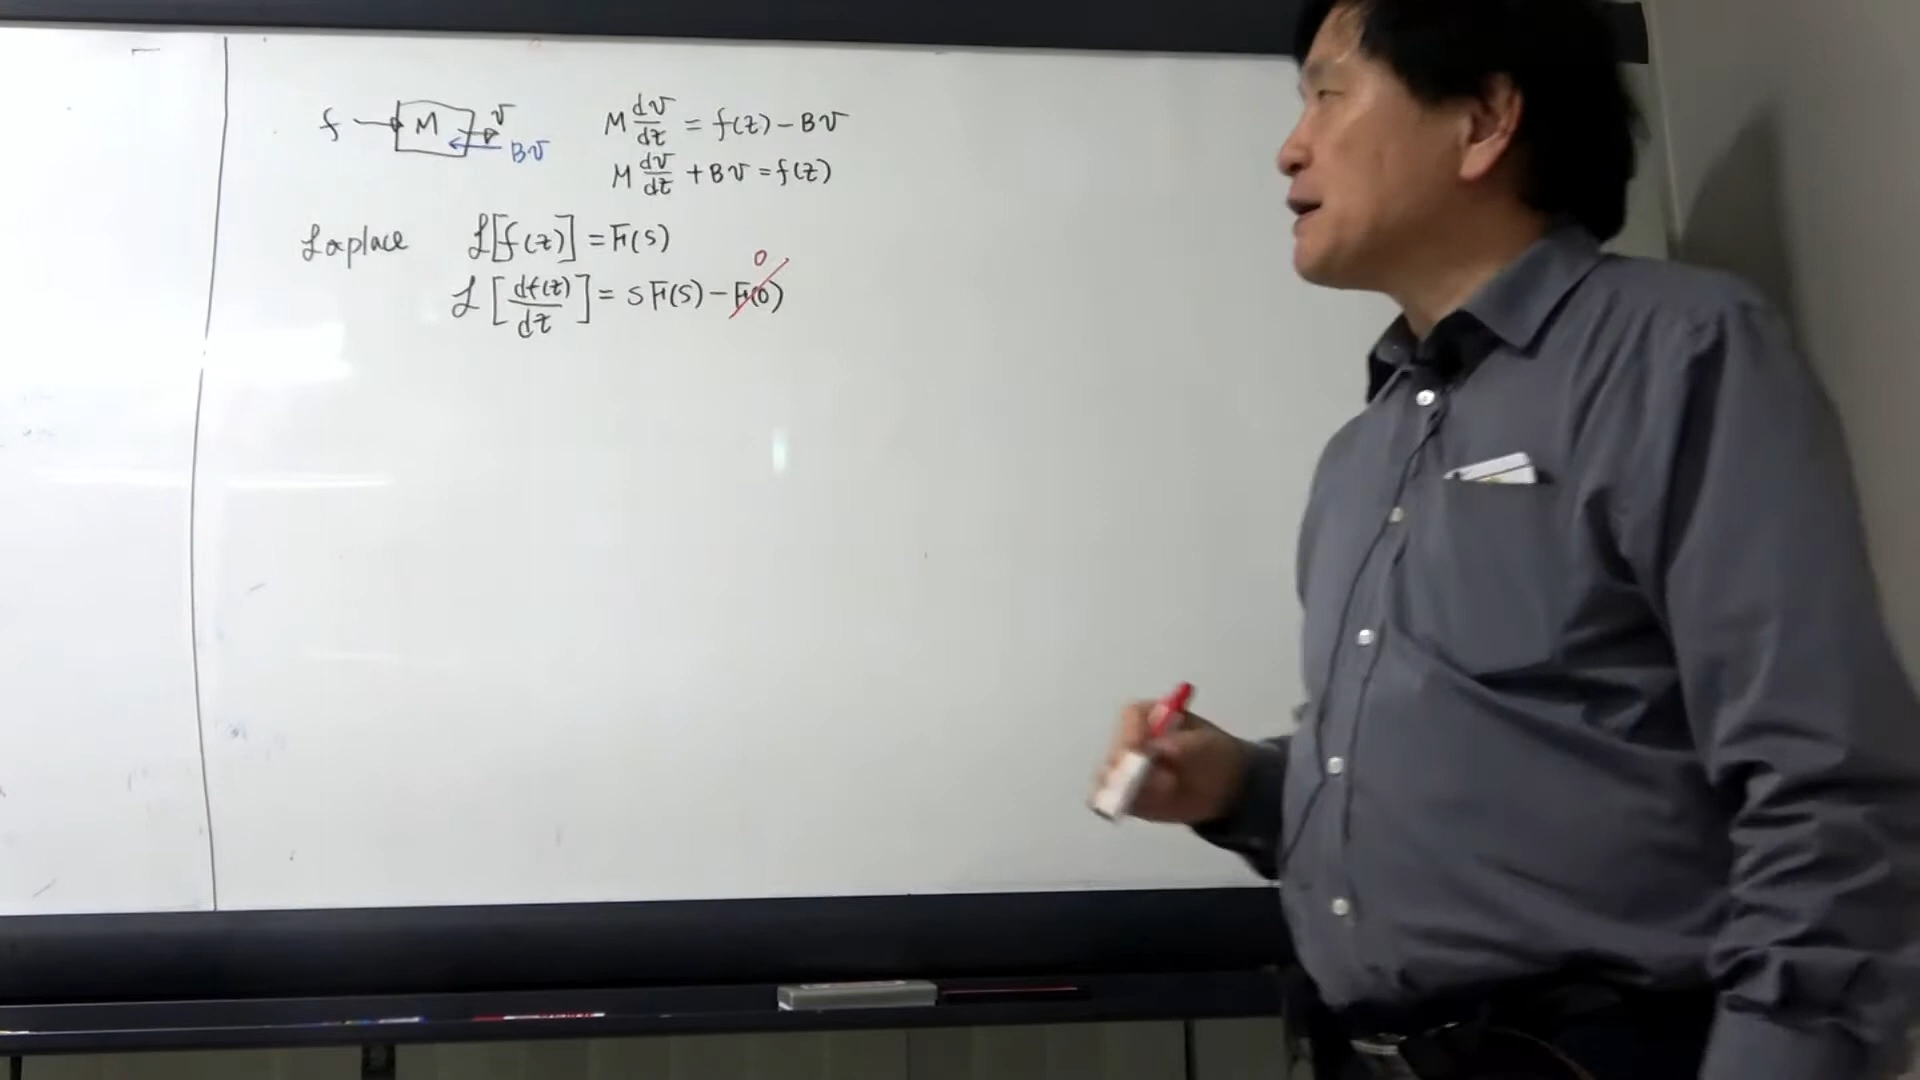 f → M v
Bv
M dv/dt = f(t) - Bv
M dv/dt + Bv = f(t)
Laplace ℒ[f(t)] = F(s)
0
ℒ[df(t)/dt] = sF(s) - F(0)